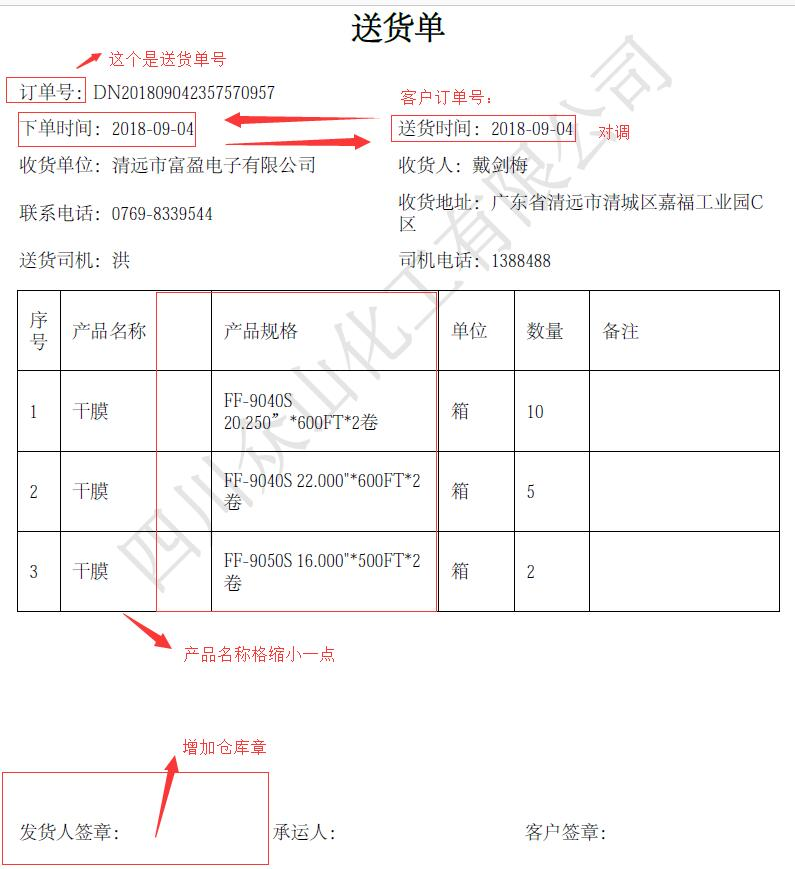 送货单
这个是送货单号
订单号：DN201809042357570957
客户订单号：
下单时间：2018-09-04
送货时间：2018-09-04
对调
收货单位：清远市富盈电子有限公司
收货人：戴剑梅
联系电话：0769-8339544
收货地址：广东省清远市清城区嘉福工业园C
区
送货司机：洪
司机电话：1388488
序号 产品名称 产品规格 单位 数量 备注
1 干膜 FF-9040S 箱 10
20.250”*600FT*2卷
2 干膜 FF-9040S 22.000"*600FT*2 箱 5
卷
3 干膜 FF-9050S 16.000"*500FT*2 箱 2
卷
四川众山化工有限公司
产品名称格缩小一点
增加仓库章
发货人签章： 承运人： 客户签章：